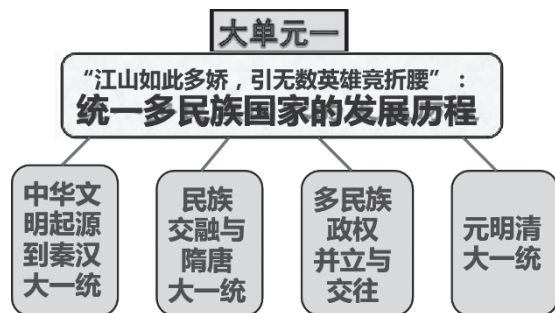 大单元一
“江山如此多娇，引无数英雄竞折腰”：
统一多民族国家的发展历程
中华文
明起源
到秦汉
大一统
民族
交融与
隋唐
大一统
多民族
政权
并立与
交往
元明清
大一统